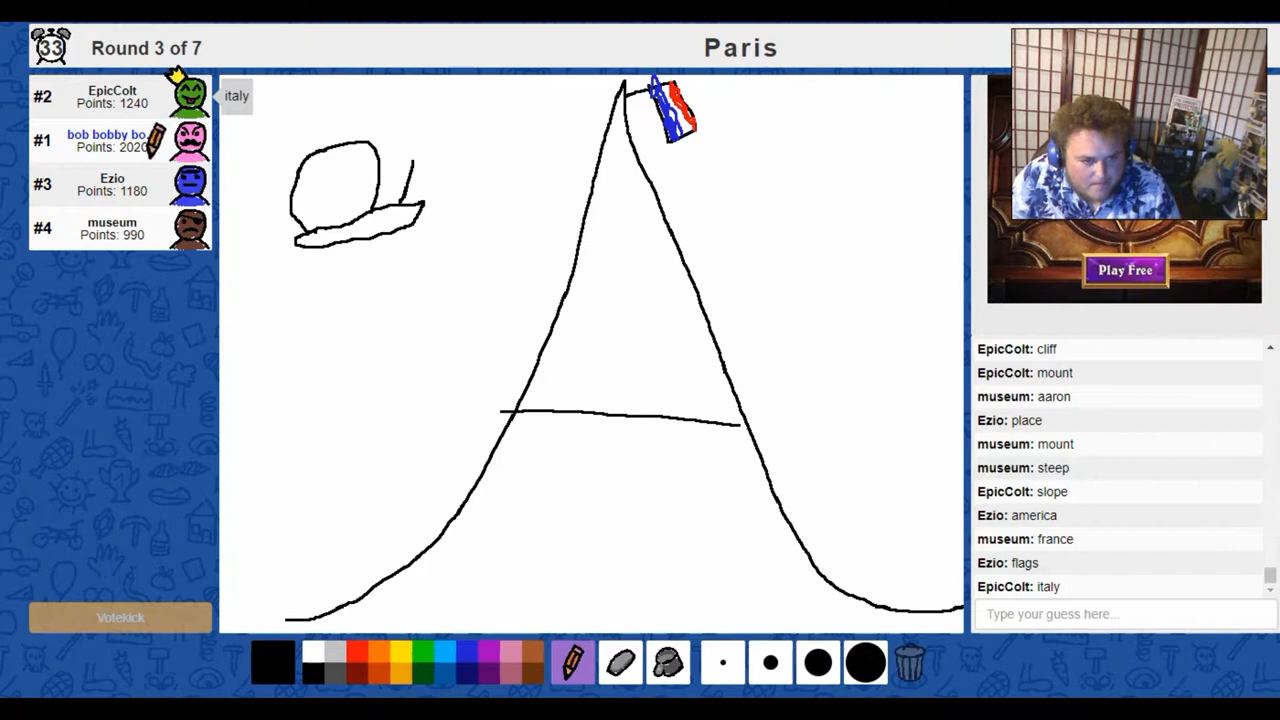 33
Round 3 of 7
Paris
#2
EpicColt
Points: 1240
italy
#1
bob bobby bo
Points: 2020
#3
Ezio
Points: 1180
#4
museum
Points: 990
Play Free
EpicColt: cliff
EpicColt: mount
museum: aaron
Ezio: place
museum: mount
museum: steep
EpicColt: slope
Ezio: america
museum: france
Ezio: flags
EpicColt: italy
Type your guess here...
Votekick